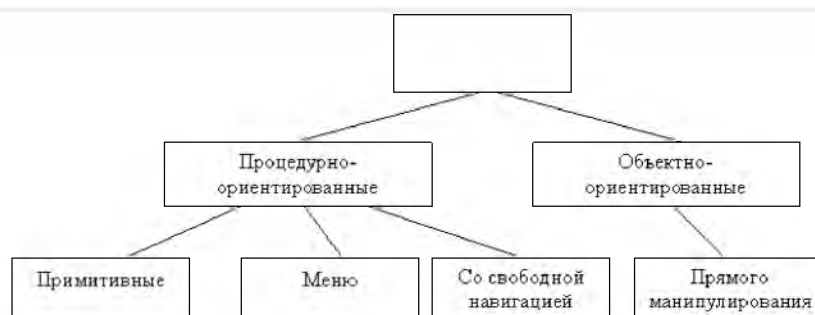 Процедурно-
ориентированные
Объектно-
ориентированные
Примитивные
Меню
Со свободной
навигацией
Прямого
манипулирования